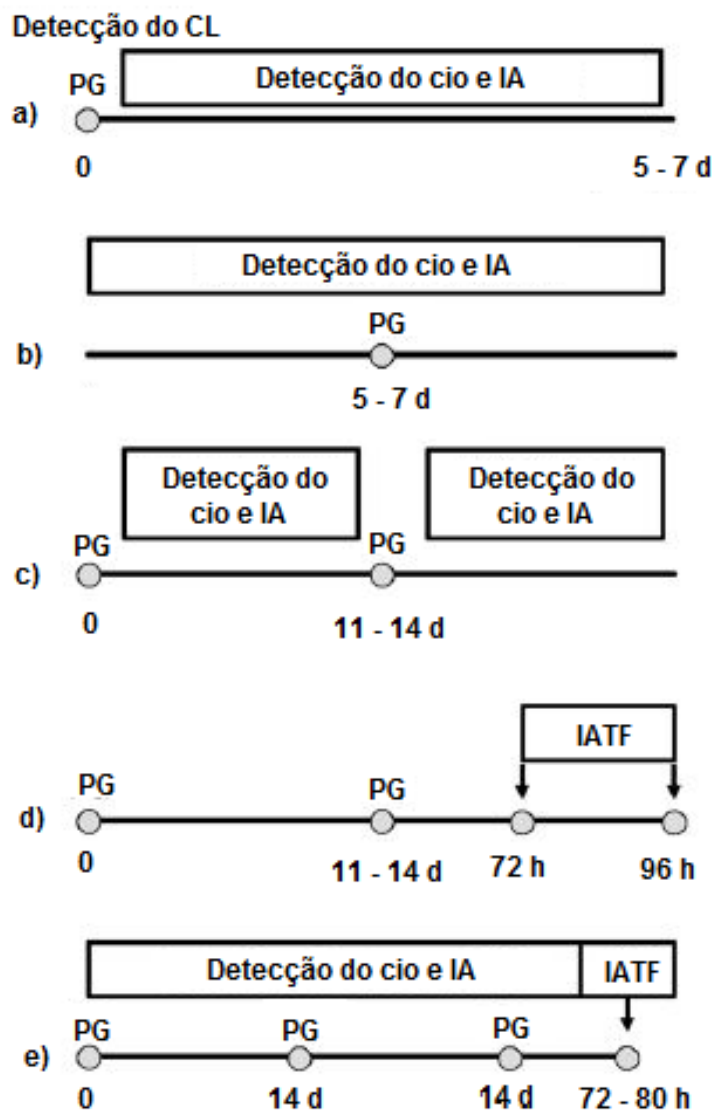 Detecção do CL
Detecção do cio e IA
PG
a)
0
5 - 7 d
Detecção do cio e IA
PG
b)
5 - 7 d
Detecção do
cio e IA
Detecção do
cio e IA
PG
PG
c)
0
11 - 14 d
IATF
PG
PG
d)
0
11 - 14 d
72 h
96 h
Detecção do cio e IA
IATF
PG
PG
PG
e)
0
14 d
14 d
72 - 80 h